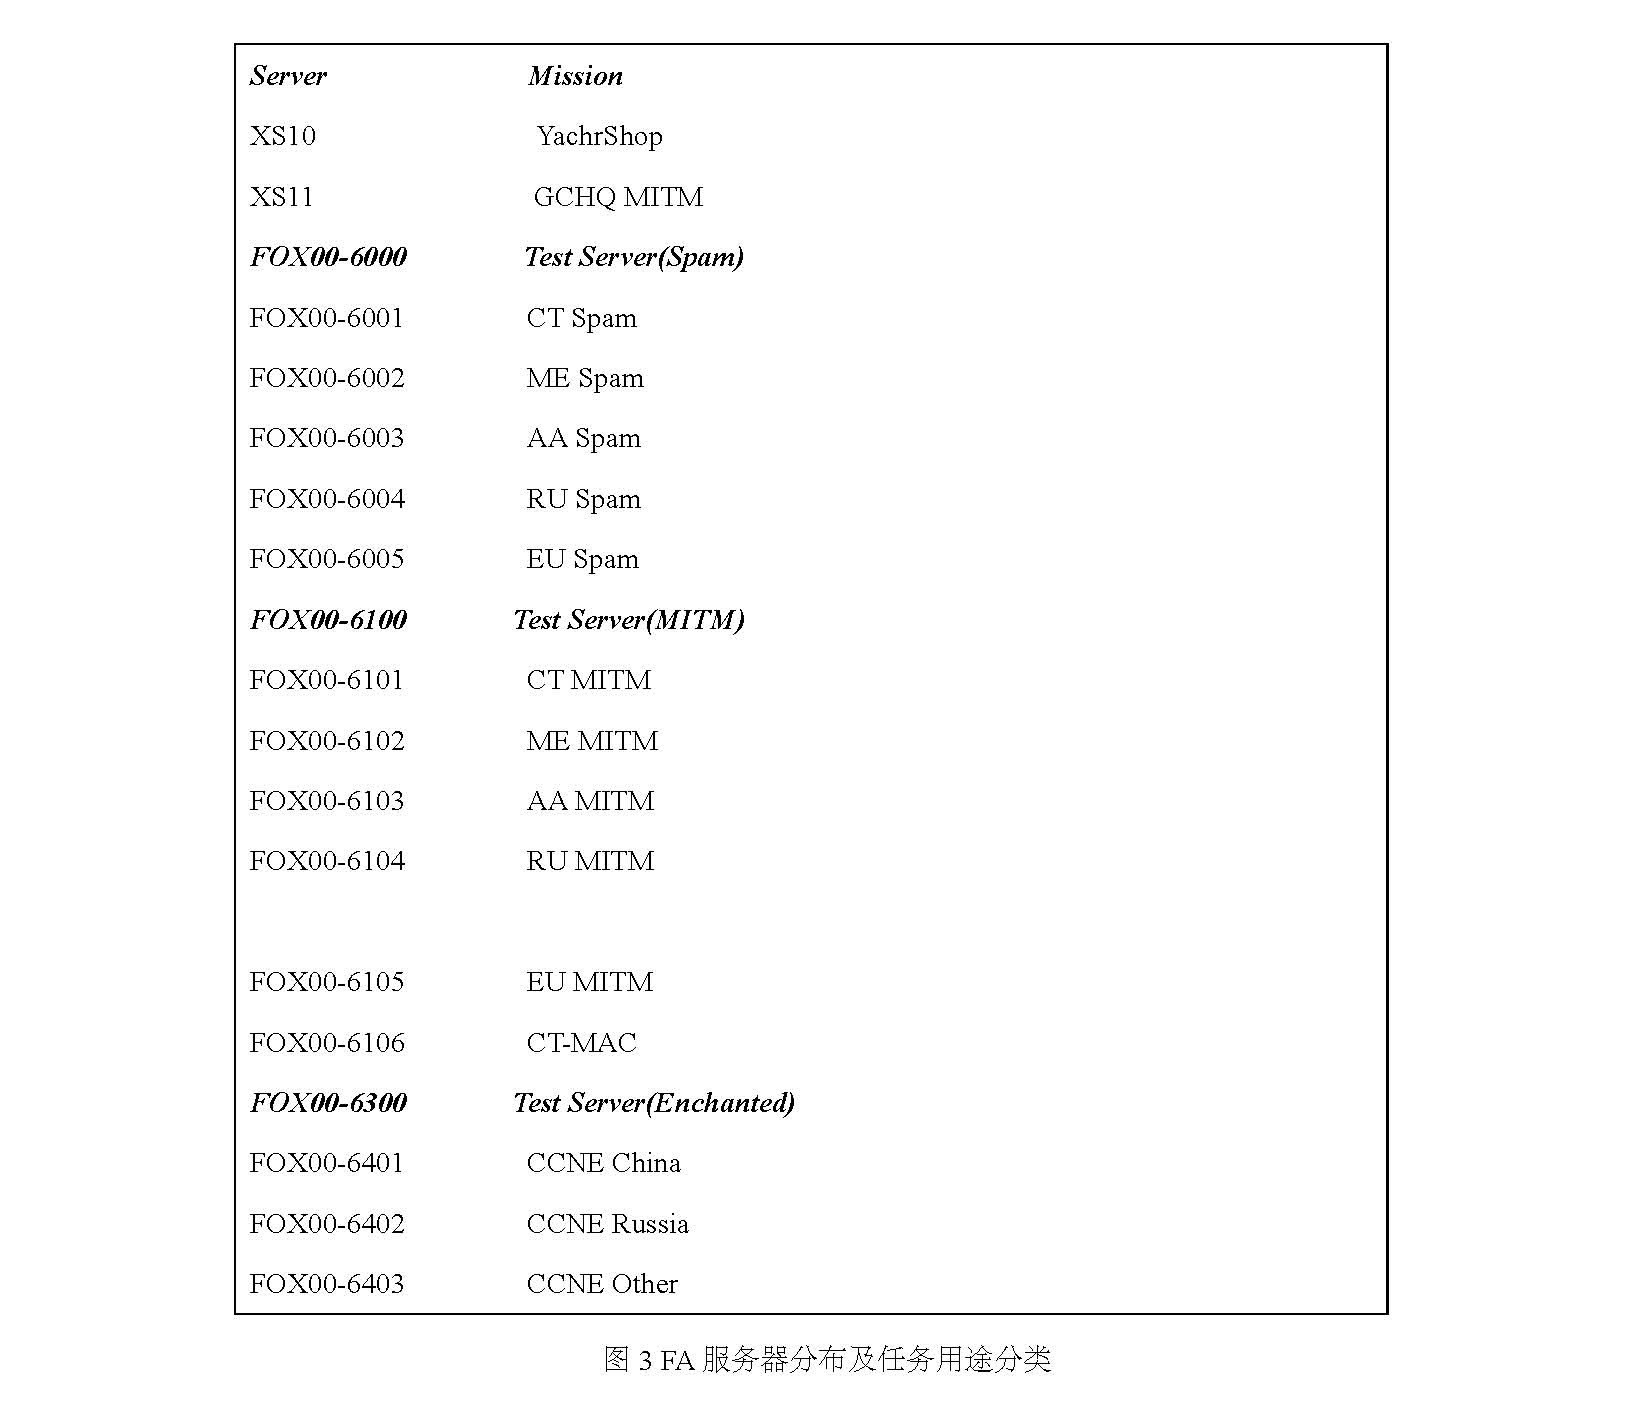 Server Mission
XS10 YachrShop
XS11 GCHQ MITM
FOX00-6000 Test Server(Spam)
FOX00-6001 CT Spam
FOX00-6002 ME Spam
FOX00-6003 AA Spam
FOX00-6004 RU Spam
FOX00-6005 EU Spam
FOX00-6100 Test Server(MITM)
FOX00-6101 CT MITM
FOX00-6102 ME MITM
FOX00-6103 AA MITM
FOX00-6104 RU MITM
FOX00-6105 EU MITM
FOX00-6106 CT-MAC
FOX00-6300 Test Server(Enchanted)
FOX00-6401 CCNE China
FOX00-6402 CCNE Russia
FOX00-6403 CCNE Other
图 3 FA 服务器分布及任务用途分类